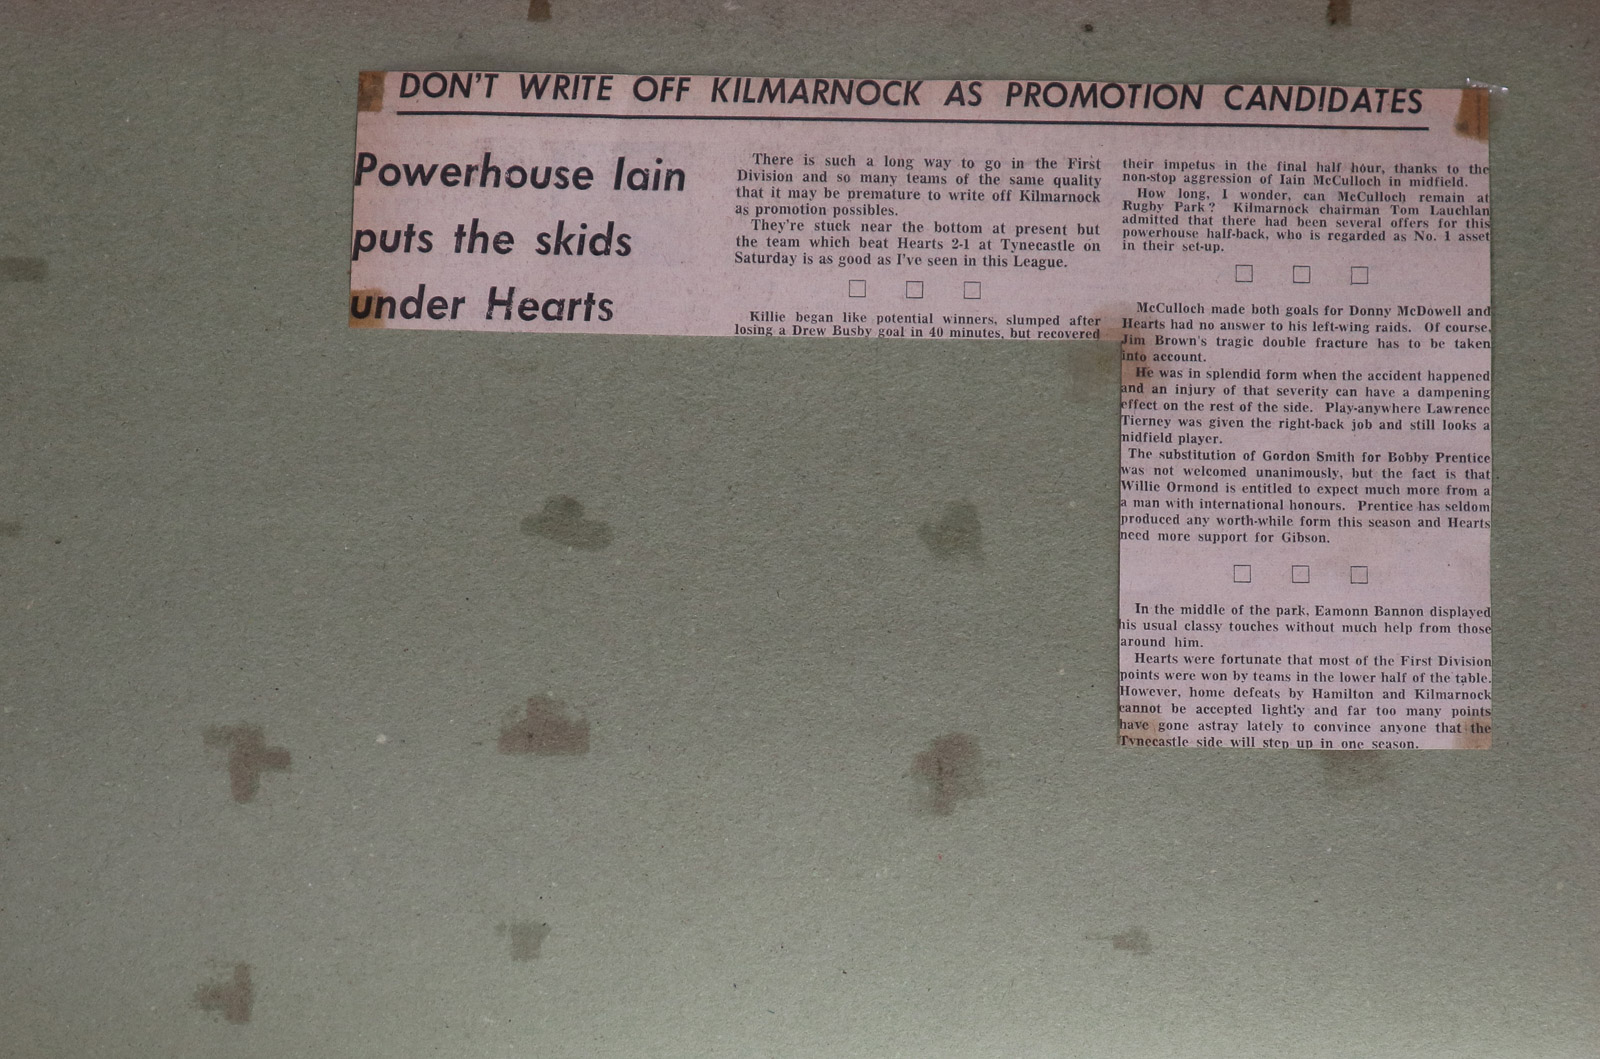 DON'T WRITE OFF KILMARNOCK AS PROMOTION CANDIDATES
Powerhouse Iain
puts the skids
under Hearts
There is such a long way to go in the First
Division and so many teams of the same quality
that it may be premature to write off Kilmarnock
as promotion possibles.
They're stuck near the bottom at present but
the team which beat Hearts 2-1 at Tynecastle on
Saturday is as good as I've seen in this League.
Killie began like potential winners, slumped after
losing a Drew Busby goal in 40 minutes, but recovered
their impetus in the final half hour, thanks to the
non-stop aggression of Iain McCulloch in midfield.
How long, I wonder, can McCulloch remain at
Rugby Park? Kilmarnock chairman Tom Lauchlan
admitted that there had been several offers for this
powerhouse half-back, who is regarded as No. 1 asset
in their set-up.
McCulloch made both goals for Donny McDowell and
Hearts had no answer to his left-wing raids. Of course,
Jim Brown's tragic double fracture has to be taken
into account.
He was in splendid form when the accident happened
and an injury of that severity can have a dampening
effect on the rest of the side. Play-anywhere Lawrence
Tierney was given the right-back job and still looks a
midfield player.
The substitution of Gordon Smith for Bobby Prentice
was not welcomed unanimously, but the fact is that
Willie Ormond is entitled to expect much more from a
a man with international honours. Prentice has seldom
produced any worth-while form this season and Hearts
need more support for Gibson.
In the middle of the park, Eamonn Bannon displayed
his usual classy touches without much help from those
around him.
Hearts were fortunate that most of the First Division
points were won by teams in the lower half of the table.
However, home defeats by Hamilton and Kilmarnock
cannot be accepted lightly and far too many points
have gone astray lately to convince anyone that the
Tynecastle side will step up in one season.